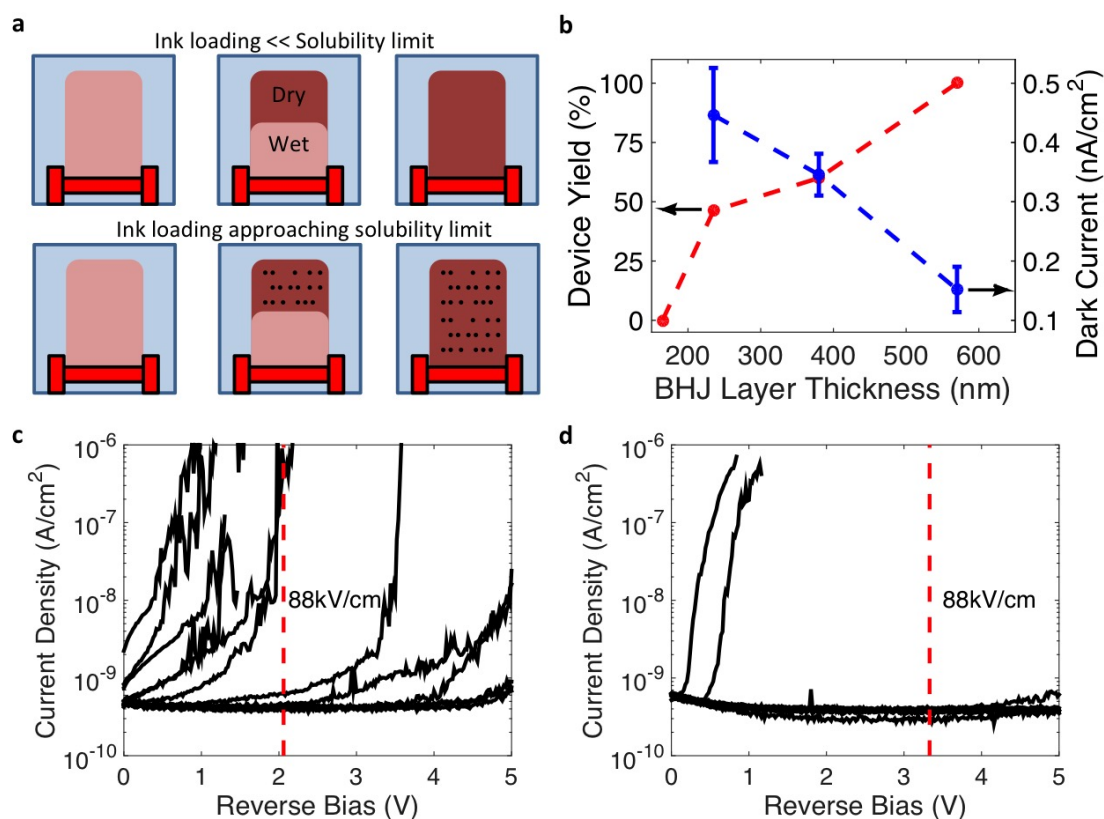 a
Ink loading << Solubility limit
Dry
Wet
Ink loading approaching solubility limit
b
Device Yield (%)
100
75
50
25
0
Dark Current (nA/cm²)
0.5
0.4
0.3
0.2
0.1
200 300 400 500 600
BHJ Layer Thickness (nm)
c
Current Density (A/cm²)
10⁻⁶
10⁻⁷
10⁻⁸
10⁻⁹
10⁻¹⁰
88kV/cm
0 1 2 3 4 5
Reverse Bias (V)
d
Current Density (A/cm²)
10⁻⁶
10⁻⁷
10⁻⁸
10⁻⁹
10⁻¹⁰
88kV/cm
0 1 2 3 4 5
Reverse Bias (V)